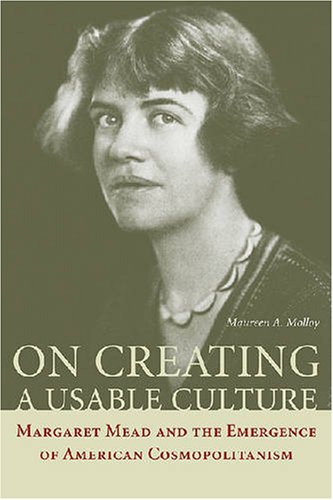 Maureen A. Molloy
ON CREATING
A USABLE CULTURE
MARGARET MEAD AND THE EMERGENCE
OF AMERICAN COSMOPOLITANISM